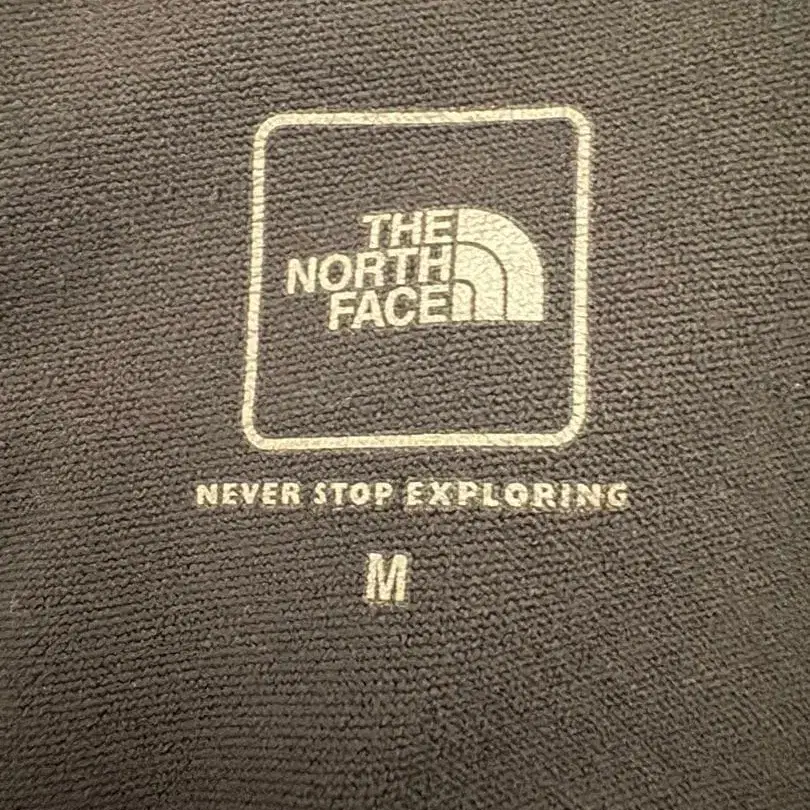 THE
NORTH
FACE
NEVER STOP EXPLORING
M